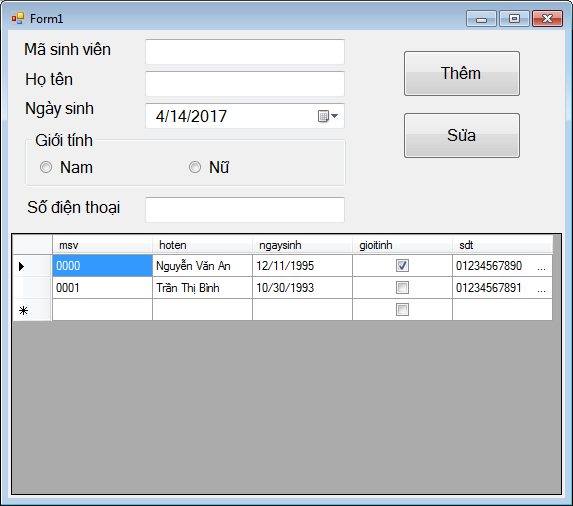 Form1
Mã sinh viên
Họ tên
Ngày sinh 4/14/2017
Giới tính
Nam Nữ
Số điện thoại
Thêm
Sửa
msv hoten ngaysinh gioitinh sdt
0000 Nguyễn Văn An 12/11/1995 01234567890 ...
0001 Trần Thị Bình 10/30/1993 01234567891 ...